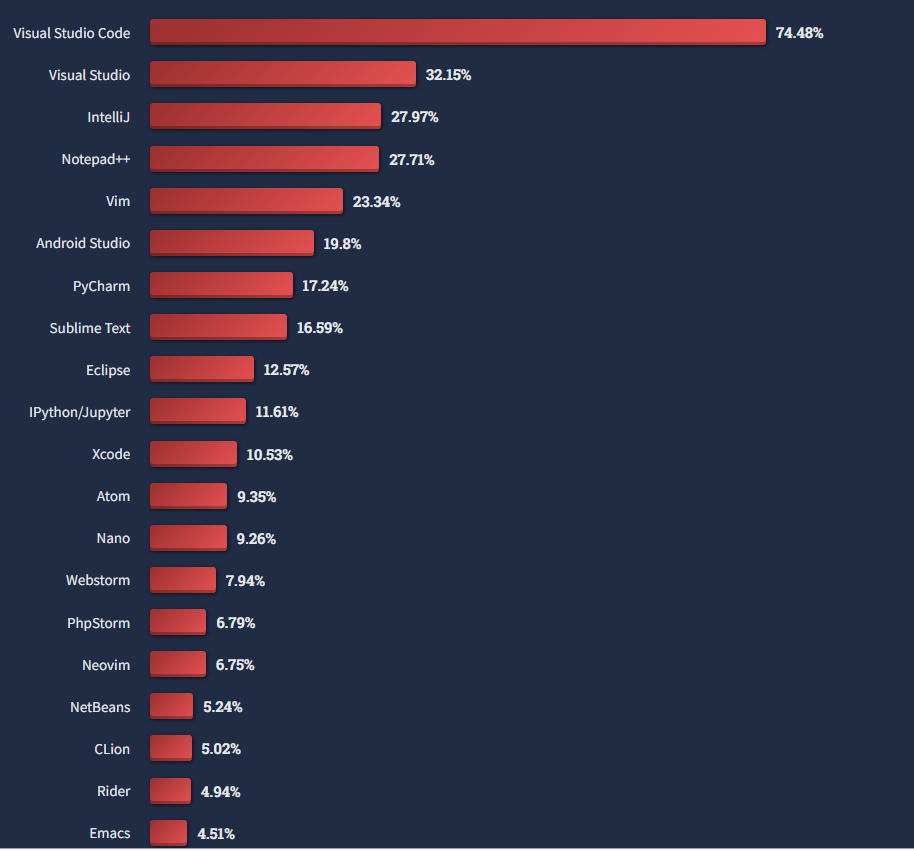 Visual Studio Code 74.48%
Visual Studio 32.15%
IntelliJ 27.97%
Notepad++ 27.71%
Vim 23.34%
Android Studio 19.8%
PyCharm 17.24%
Sublime Text 16.59%
Eclipse 12.57%
IPython/Jupyter 11.61%
Xcode 10.53%
Atom 9.35%
Nano 9.26%
Webstorm 7.94%
PhpStorm 6.79%
Neovim 6.75%
NetBeans 5.24%
CLion 5.02%
Rider 4.94%
Emacs 4.51%